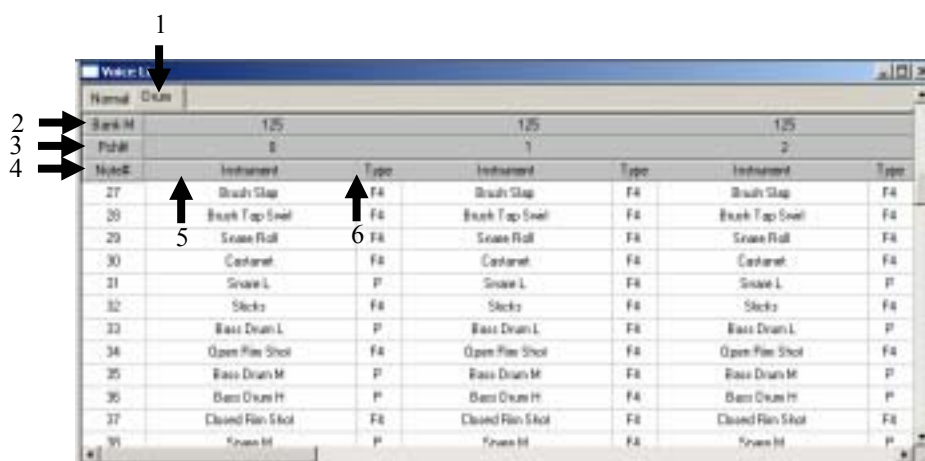 1
Voice L
Normal Drum
2 Bank M 125 125 125
3 Pch# 0 1 2
4 Note# Instrument Type Instrument Type Instrument Type
27 Brush Slap F4 Brush Slap F4 Brush Slap F4
28 Brush Tap Swirl F4 Brush Tap Swirl F4 Brush Tap Swirl F4
5 6
29 Snare Roll F4 Snare Roll F4 Snare Roll F4
30 Castanet F4 Castanet F4 Castanet F4
31 Snare L P Snare L F4 Snare L P
32 Sticks F4 Sticks F4 Sticks F4
33 Bass Drum L P Bass Drum L P Bass Drum L P
34 Open Rim Shot F4 Open Rim Shot F4 Open Rim Shot F4
35 Bass Drum M P Bass Drum M P Bass Drum M P
36 Bass Drum H P Bass Drum H P Bass Drum H P
37 Closed Rim Shot F4 Closed Rim Shot F4 Closed Rim Shot F4
38 Snare M P Snare M F4 Snare M P